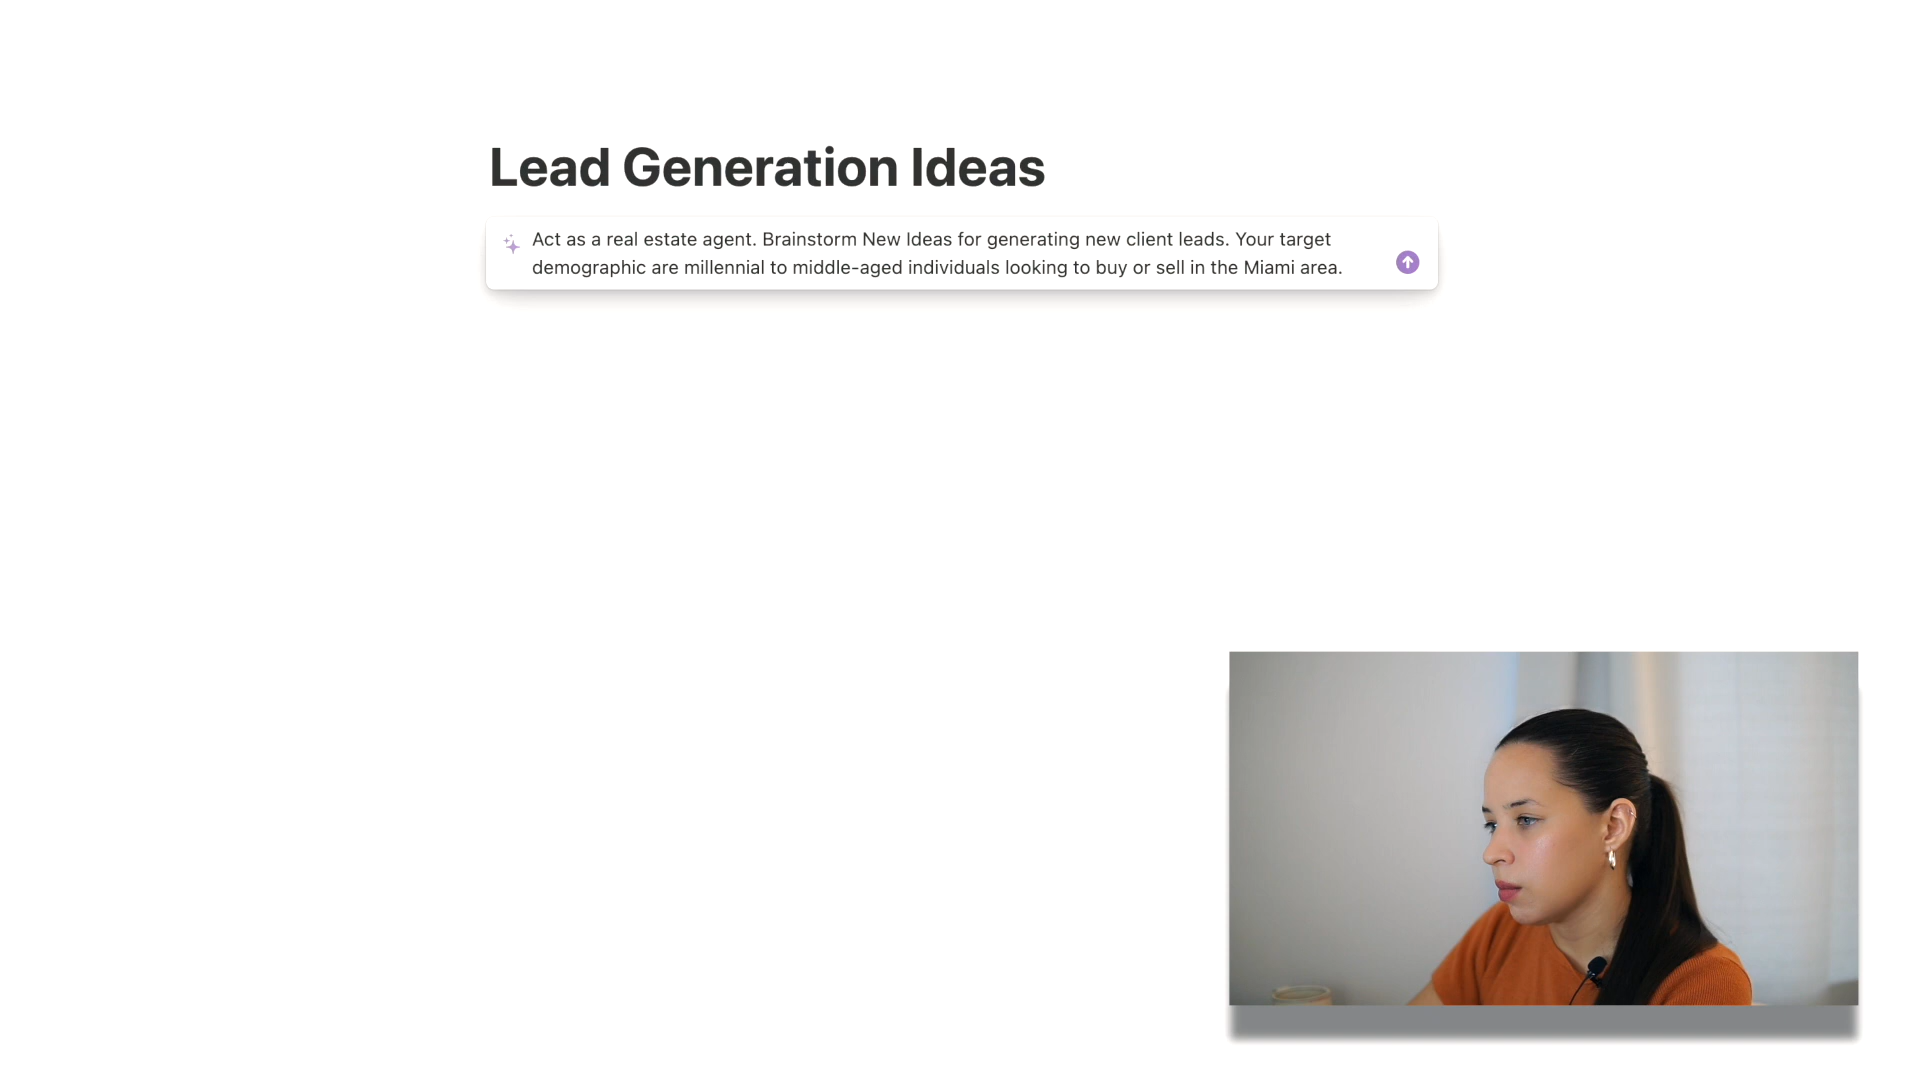 Lead Generation Ideas
Act as a real estate agent. Brainstorm New Ideas for generating new client leads. Your target
demographic are millennial to middle-aged individuals looking to buy or sell in the Miami area.